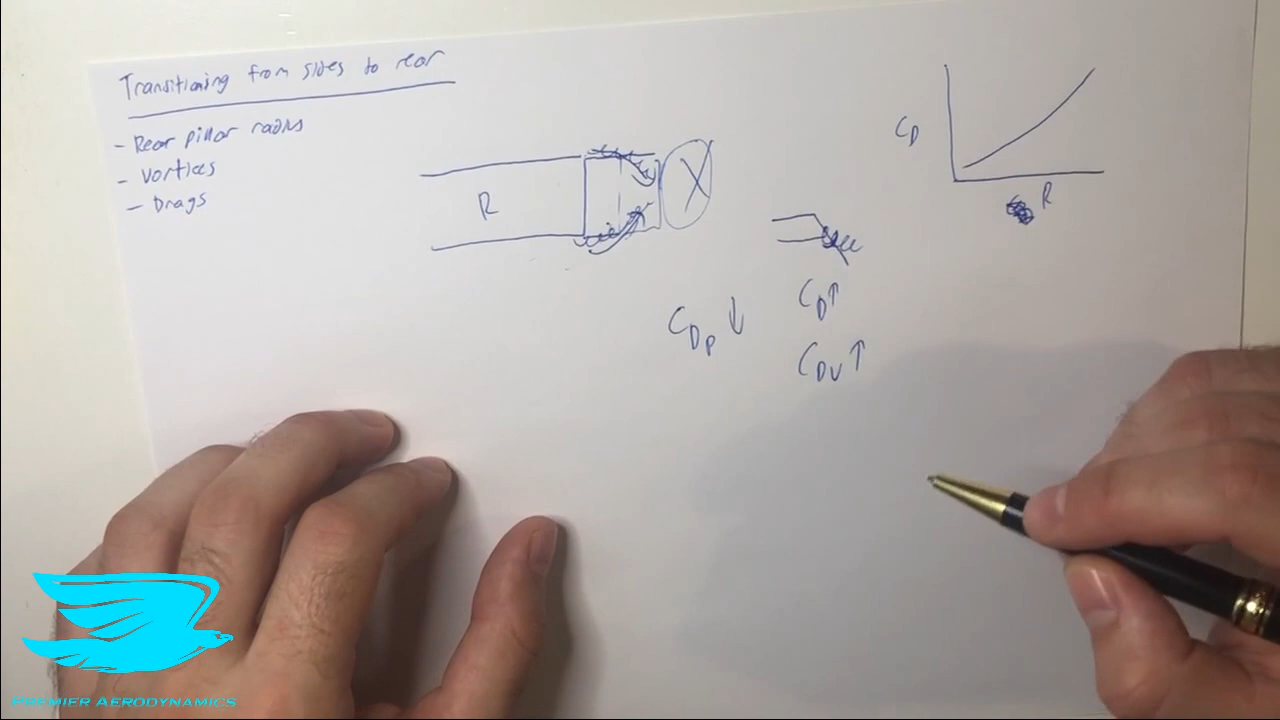 Transitioning from sides to rear
- Rear pillar radius
- Vortices
- Drags
R
X
CD
R
CD↑
CDP↓
CDV↑
PREMIER AERODYNAMICS